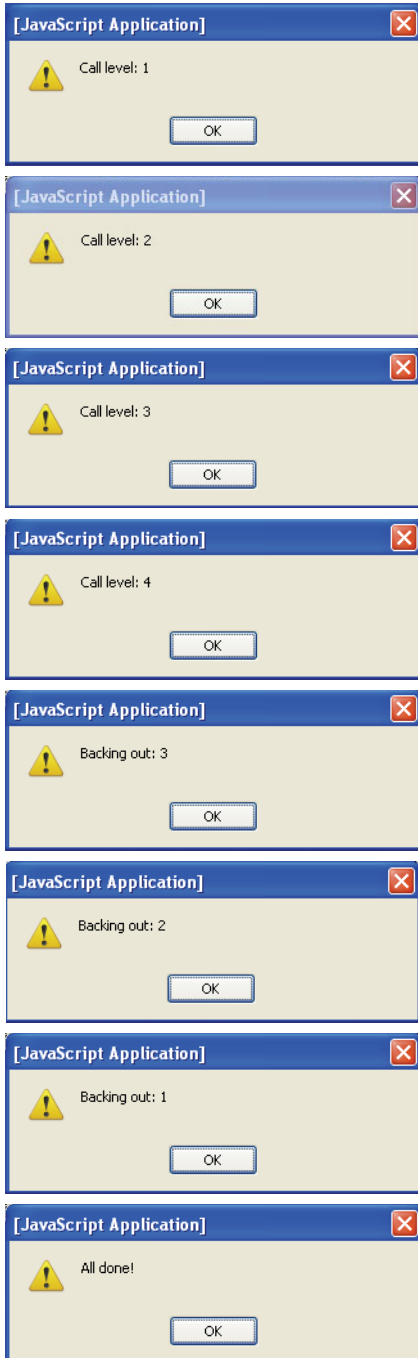 [JavaScript Application]
Call level: 1
OK
[JavaScript Application]
Call level: 2
OK
[JavaScript Application]
Call level: 3
OK
[JavaScript Application]
Call level: 4
OK
[JavaScript Application]
Backing out: 3
OK
[JavaScript Application]
Backing out: 2
OK
[JavaScript Application]
Backing out: 1
OK
[JavaScript Application]
All done!
OK